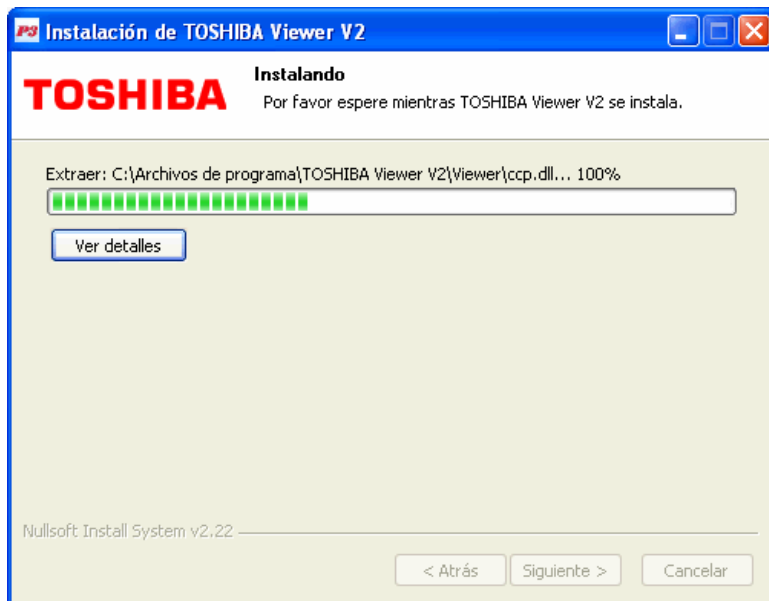 P3 Instalación de TOSHIBA Viewer V2
TOSHIBA
Instalando
Por favor espere mientras TOSHIBA Viewer V2 se instala.
Extraer: C:\Archivos de programa\TOSHIBA Viewer V2\Viewer\ccp.dll... 100%
Ver detalles
Nullsoft Install System v2.22
< Atrás Siguiente > Cancelar